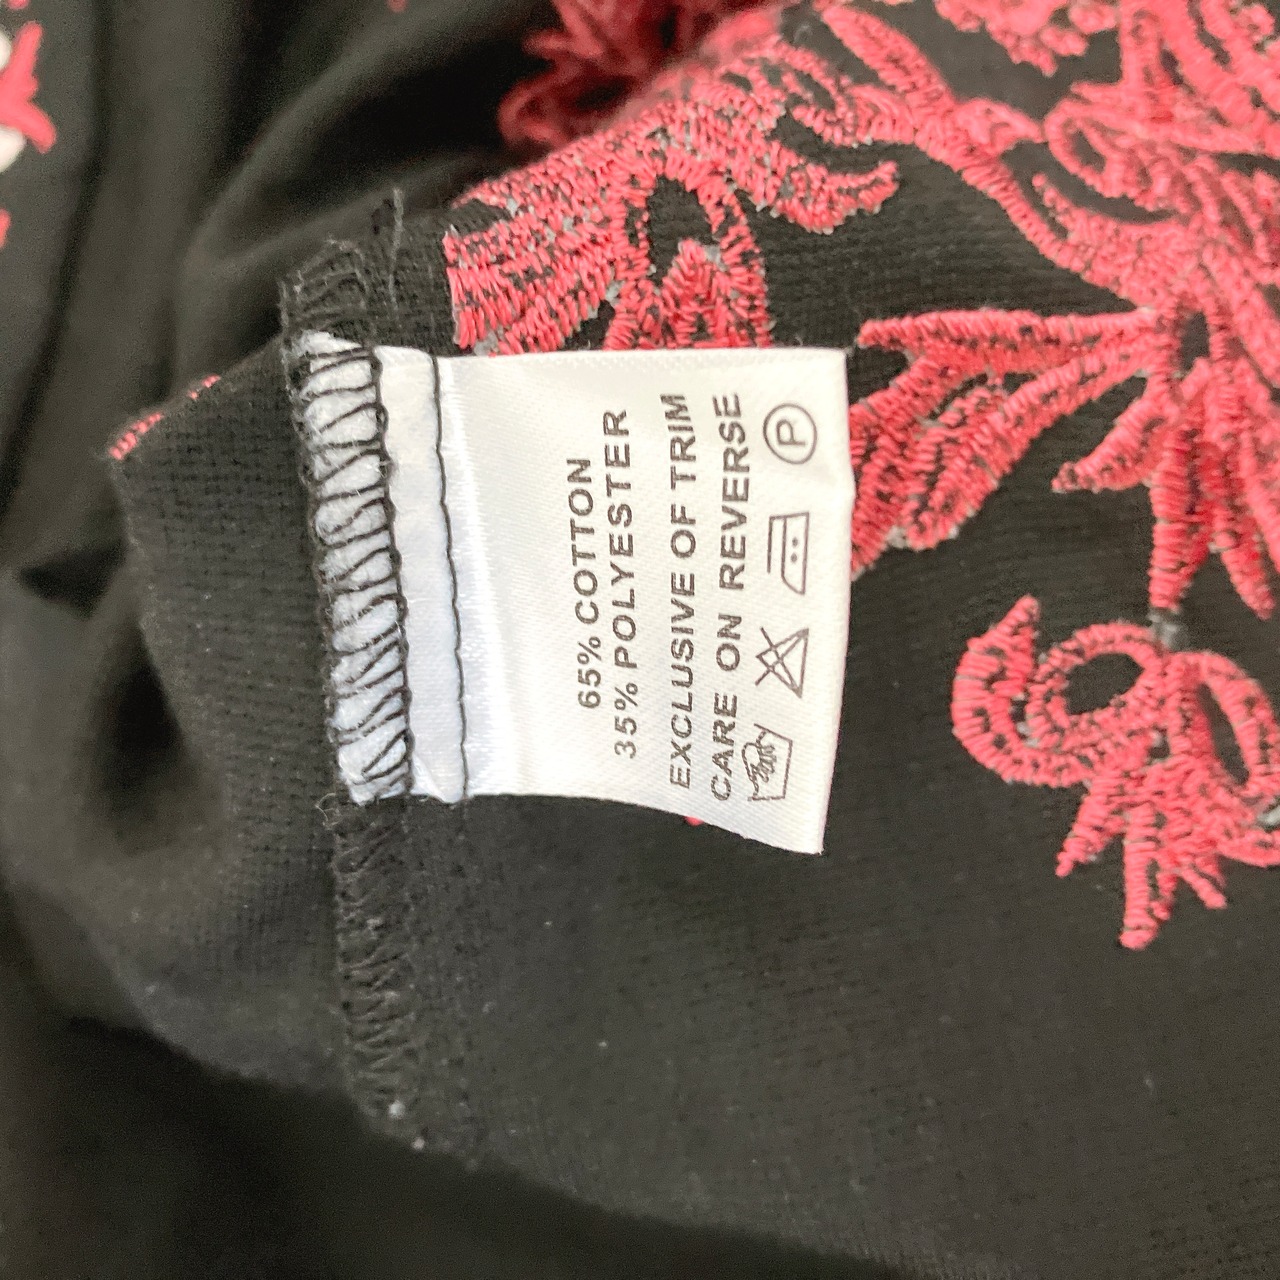 65% COTTON
35% POLYESTER
EXCLUSIVE OF TRIM
CARE ON REVERSE
P